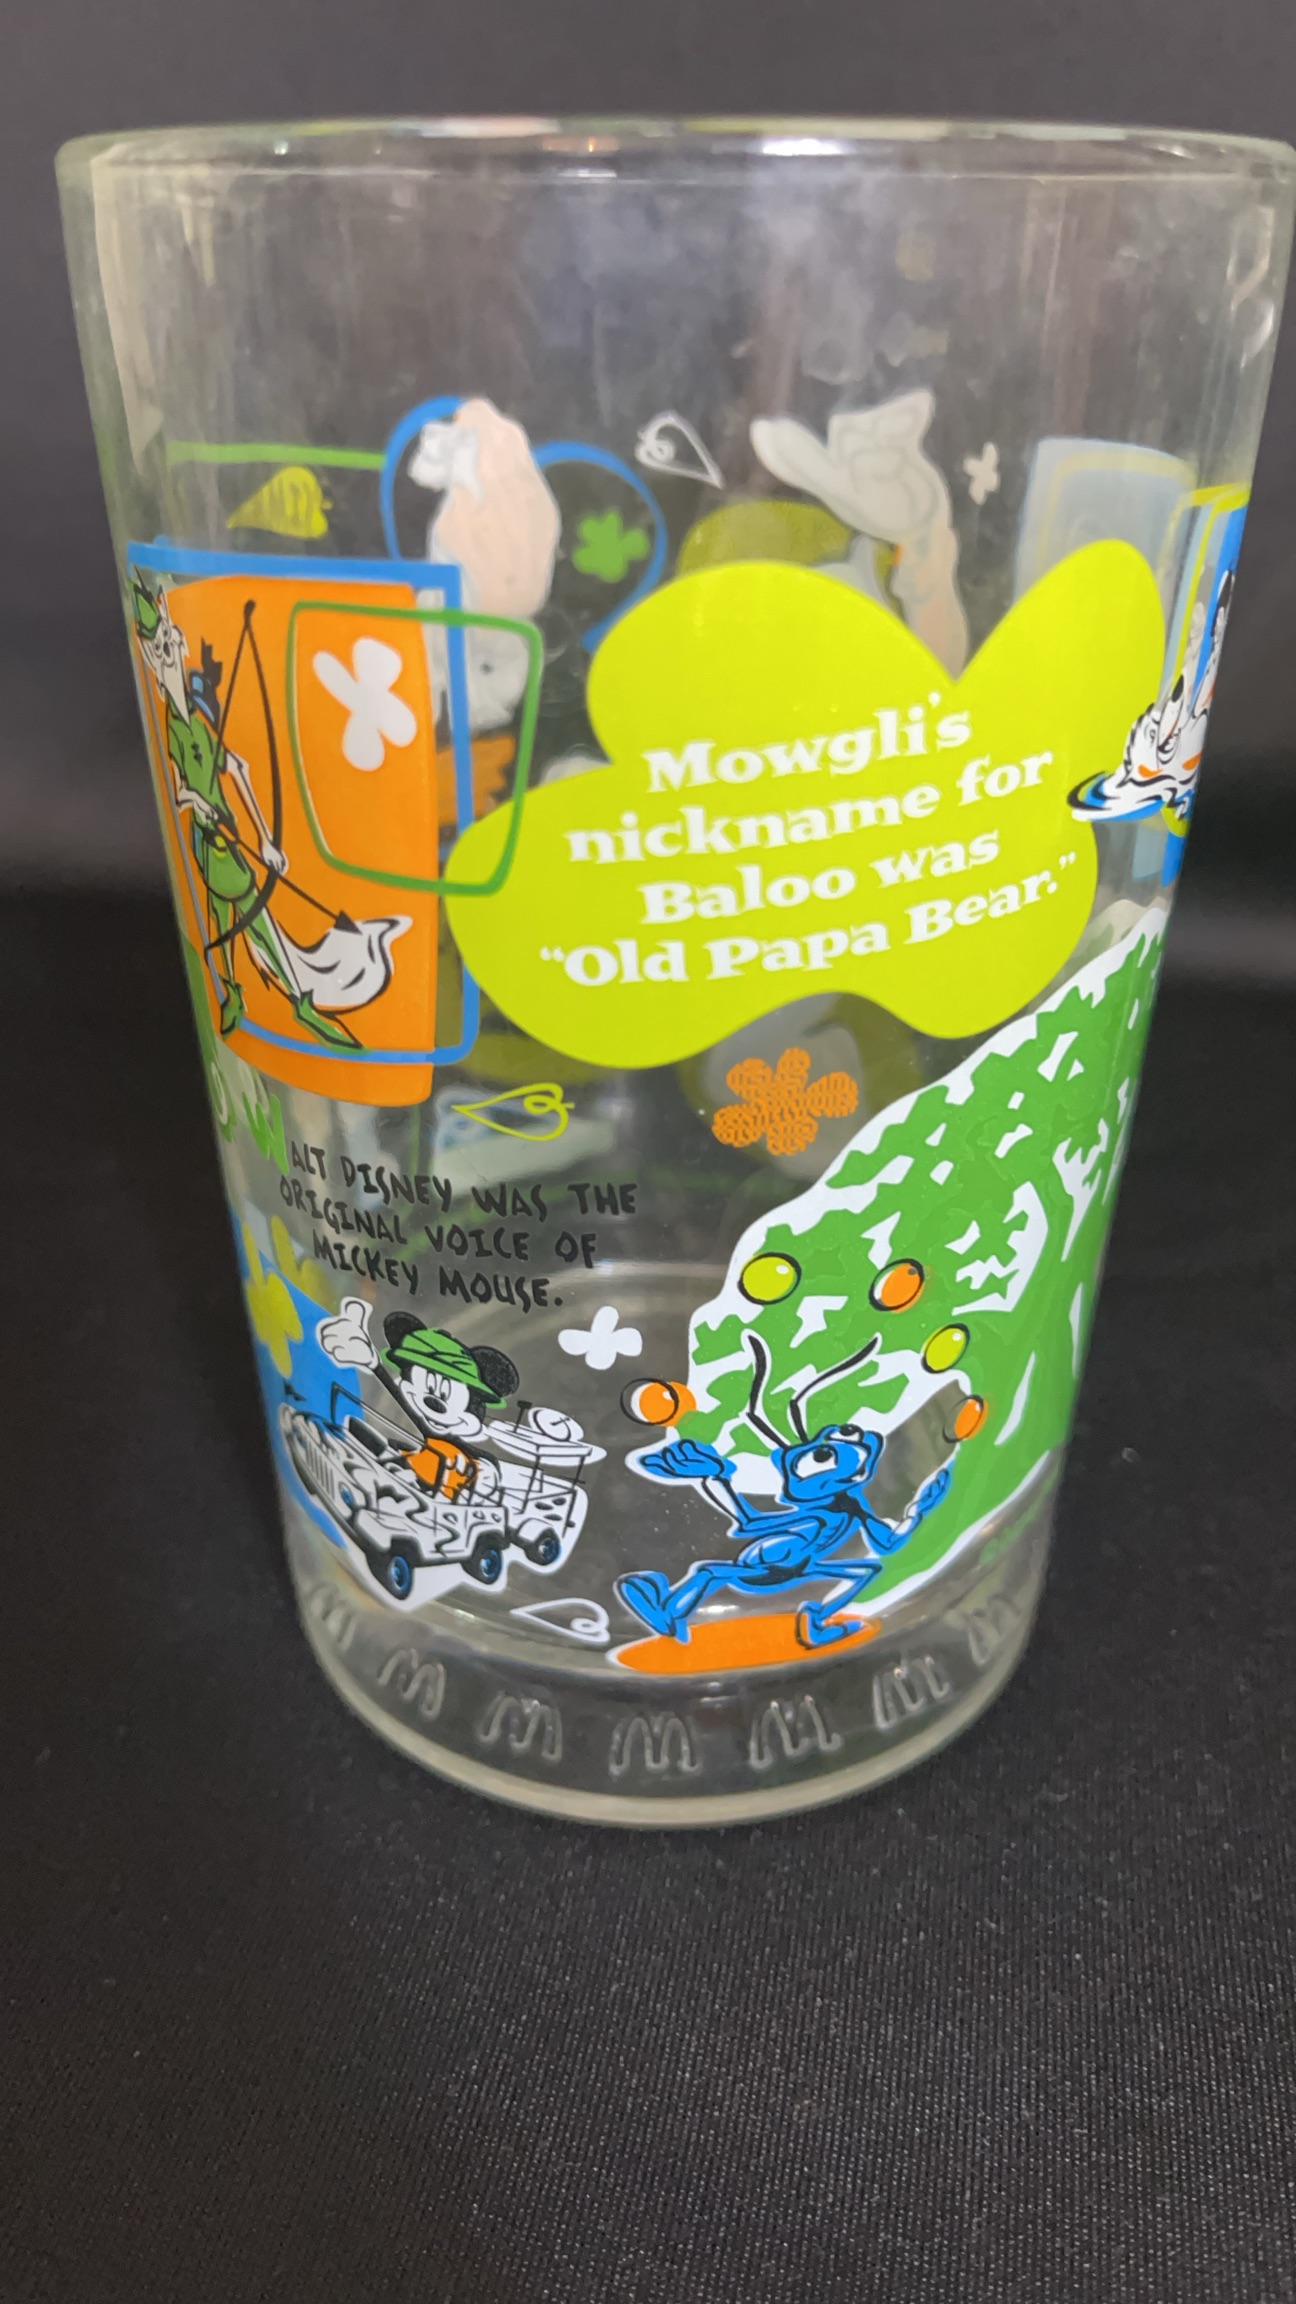 Mowgli's
nickname for
Baloo was
"Old Papa Bear."
WALT DISNEY WAS THE
ORIGINAL VOICE OF
MICKEY MOUSE.